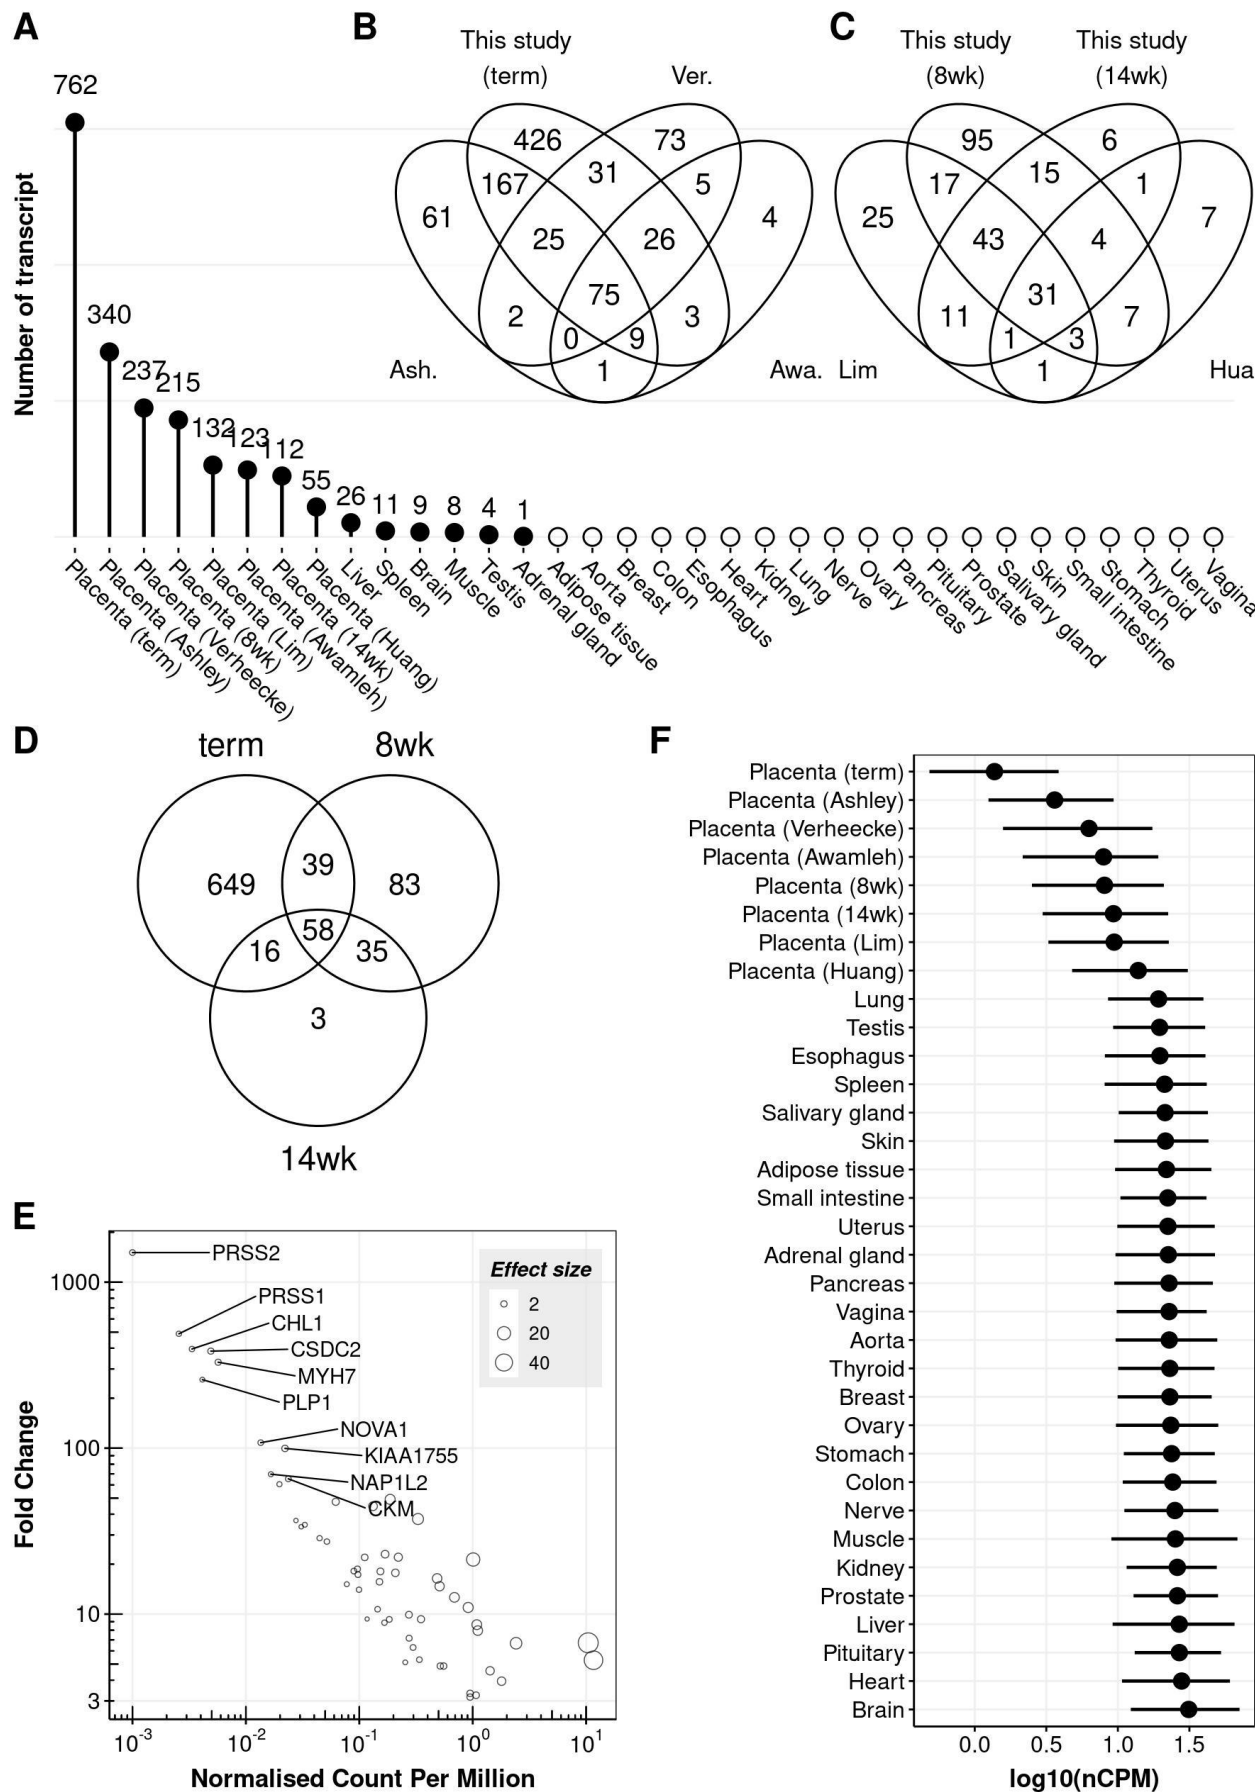 A
Number of transcript
762
340
237
215
132
123
112
55
26
11
9
8
4
1
Placenta (term)
Placenta (Ashley)
Placenta (Verheecke)
Placenta (8wk)
Placenta (Lim)
Placenta (Awamleh)
Placenta (14wk)
Placenta (Huang)
Liver
Spleen
Brain
Muscle
Testis
Adrenal gland
Adipose tissue
Aorta
Breast
Colon
Esophagus
Heart
Kidney
Lung
Nerve
Ovary
Pancreas
Pituitary
Prostate
Salivary gland
Skin
Small intestine
Stomach
Thyroid
Uterus
Vagina
B
This study
(term)
Ver.
426
73
167
31
5
61
4
25
26
75
2
3
0
9
1
Ash.
Awa.
C
This study
(8wk)
This study
(14wk)
95
6
17
15
1
25
7
43
4
31
11
7
1
3
1
Lim
Hua
D
term
8wk
39
649
83
58
16
35
3
14wk
E
Fold Change
1000
100
10
3
PRSS2
PRSS1
CHL1
CSDC2
MYH7
PLP1
NOVA1
KIAA1755
NAP1L2
CKM
Effect size
2
20
40
10-3
10-2
10-1
100
101
Normalised Count Per Million
F
Placenta (term)
Placenta (Ashley)
Placenta (Verheecke)
Placenta (Awamleh)
Placenta (8wk)
Placenta (14wk)
Placenta (Lim)
Placenta (Huang)
Lung
Testis
Esophagus
Spleen
Salivary gland
Skin
Adipose tissue
Small intestine
Uterus
Adrenal gland
Pancreas
Vagina
Aorta
Thyroid
Breast
Ovary
Stomach
Colon
Nerve
Muscle
Kidney
Prostate
Liver
Pituitary
Heart
Brain
0.0
0.5
1.0
1.5
log10(nCPM)